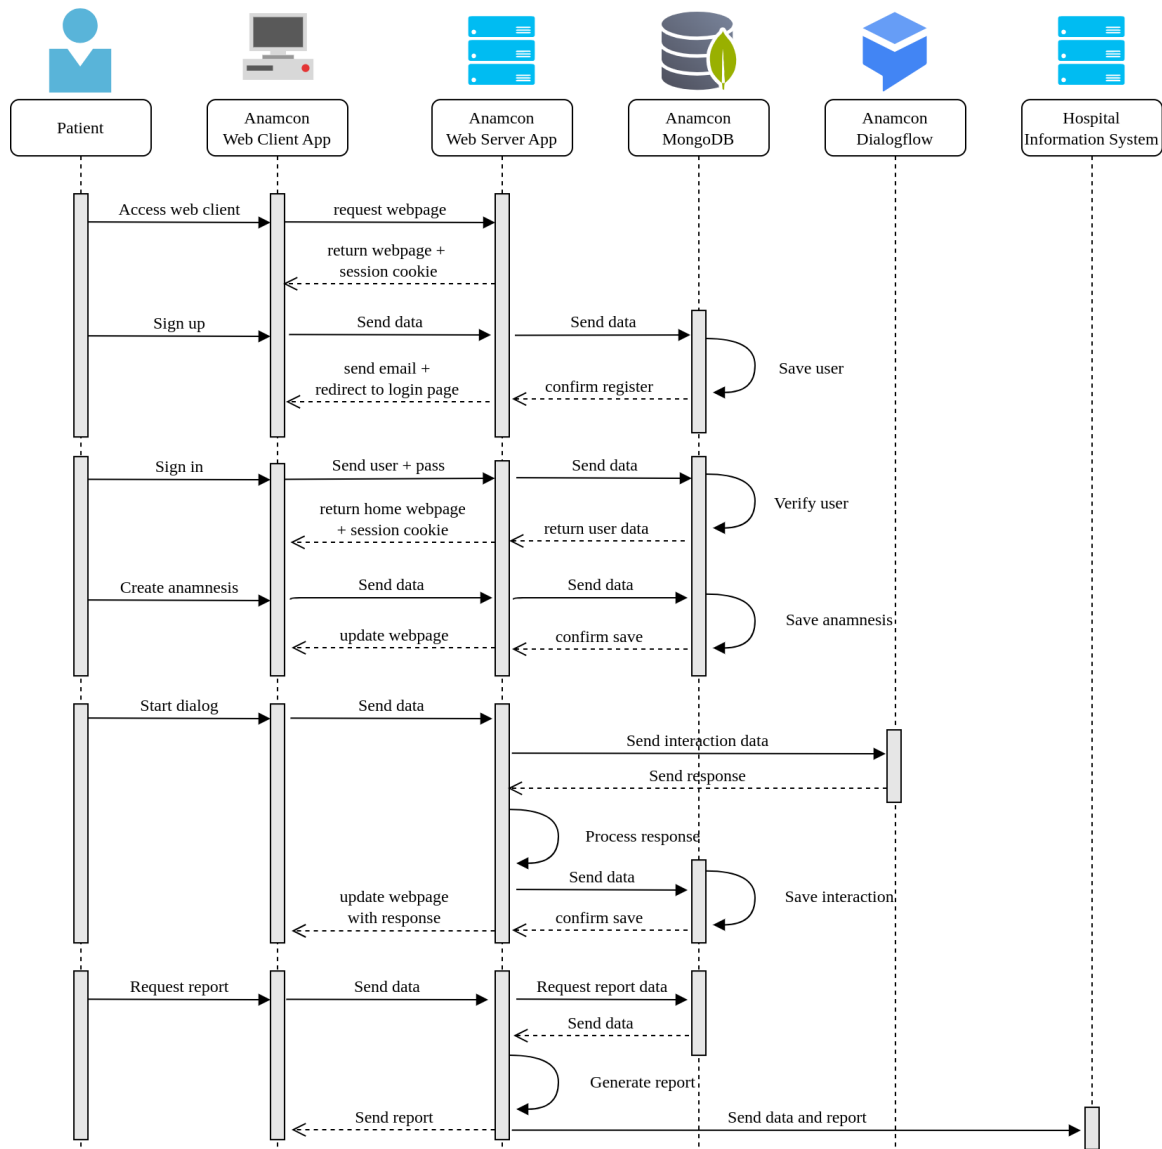 Patient
Anamcon
Web Client App
Anamcon
Web Server App
Anamcon
MongoDB
Anamcon
Dialogflow
Hospital
Information System
Access web client
request webpage
return webpage +
session cookie
Sign up
Send data
Send data
Save user
send email +
redirect to login page
confirm register
Sign in
Send user + pass
Send data
Verify user
return home webpage
+ session cookie
return user data
Create anamnesis
Send data
Send data
Save anamnesis
update webpage
confirm save
Start dialog
Send data
Send interaction data
Send response
Process response
Send data
Save interaction
update webpage
with response
confirm save
Request report
Send data
Request report data
Send data
Generate report
Send report
Send data and report